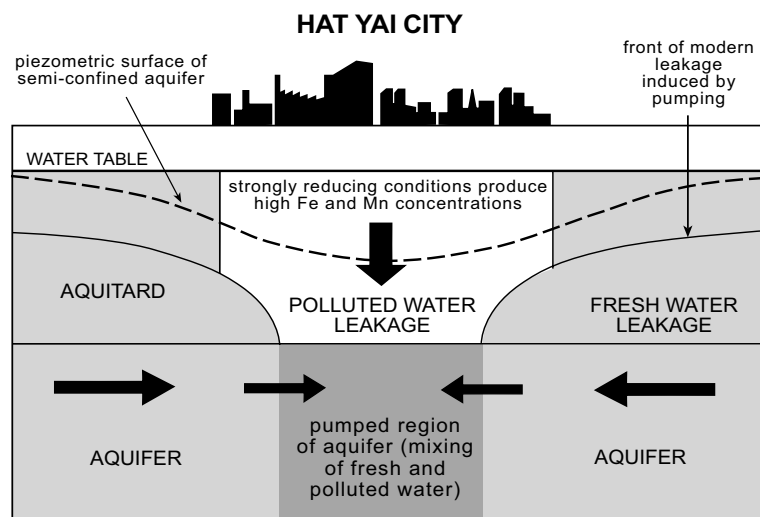 HAT YAI CITY
piezometric surface of
semi-confined aquifer
front of modern
leakage
induced by
pumping
WATER TABLE
strongly reducing conditions produce
high Fe and Mn concentrations
AQUITARD
POLLUTED WATER
LEAKAGE
FRESH WATER
LEAKAGE
AQUIFER
pumped region
of aquifer (mixing
of fresh and
polluted water)
AQUIFER